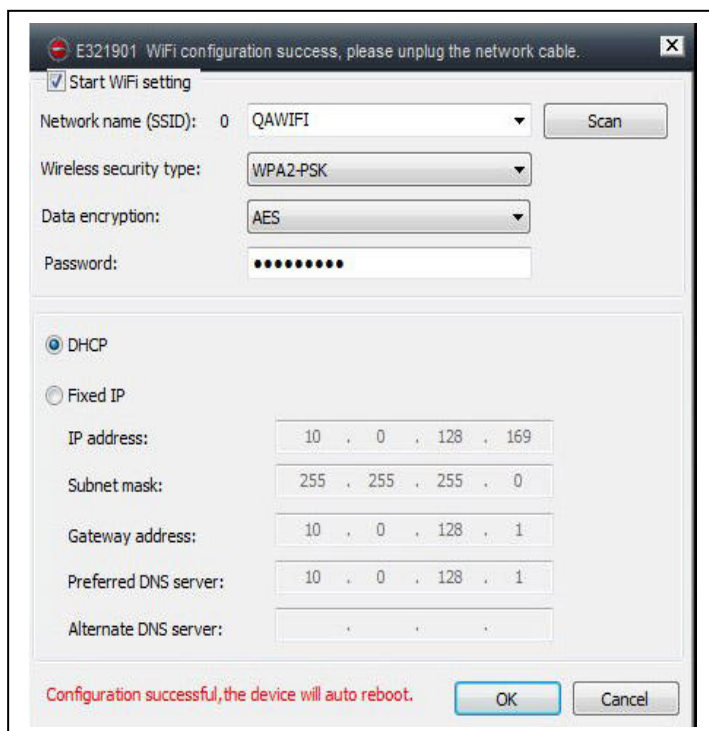 E321901 WiFi configuration success, please unplug the network cable.
Start WiFi setting
Network name (SSID): 0 QAWIFI Scan
Wireless security type: WPA2-PSK
Data encryption: AES
Password: •••••••••
DHCP
Fixed IP
IP address: 10 . 0 . 128 . 169
Subnet mask: 255 . 255 . 255 . 0
Gateway address: 10 . 0 . 128 . 1
Preferred DNS server: 10 . 0 . 128 . 1
Alternate DNS server: . . .
Configuration successful,the device will auto reboot. OK Cancel